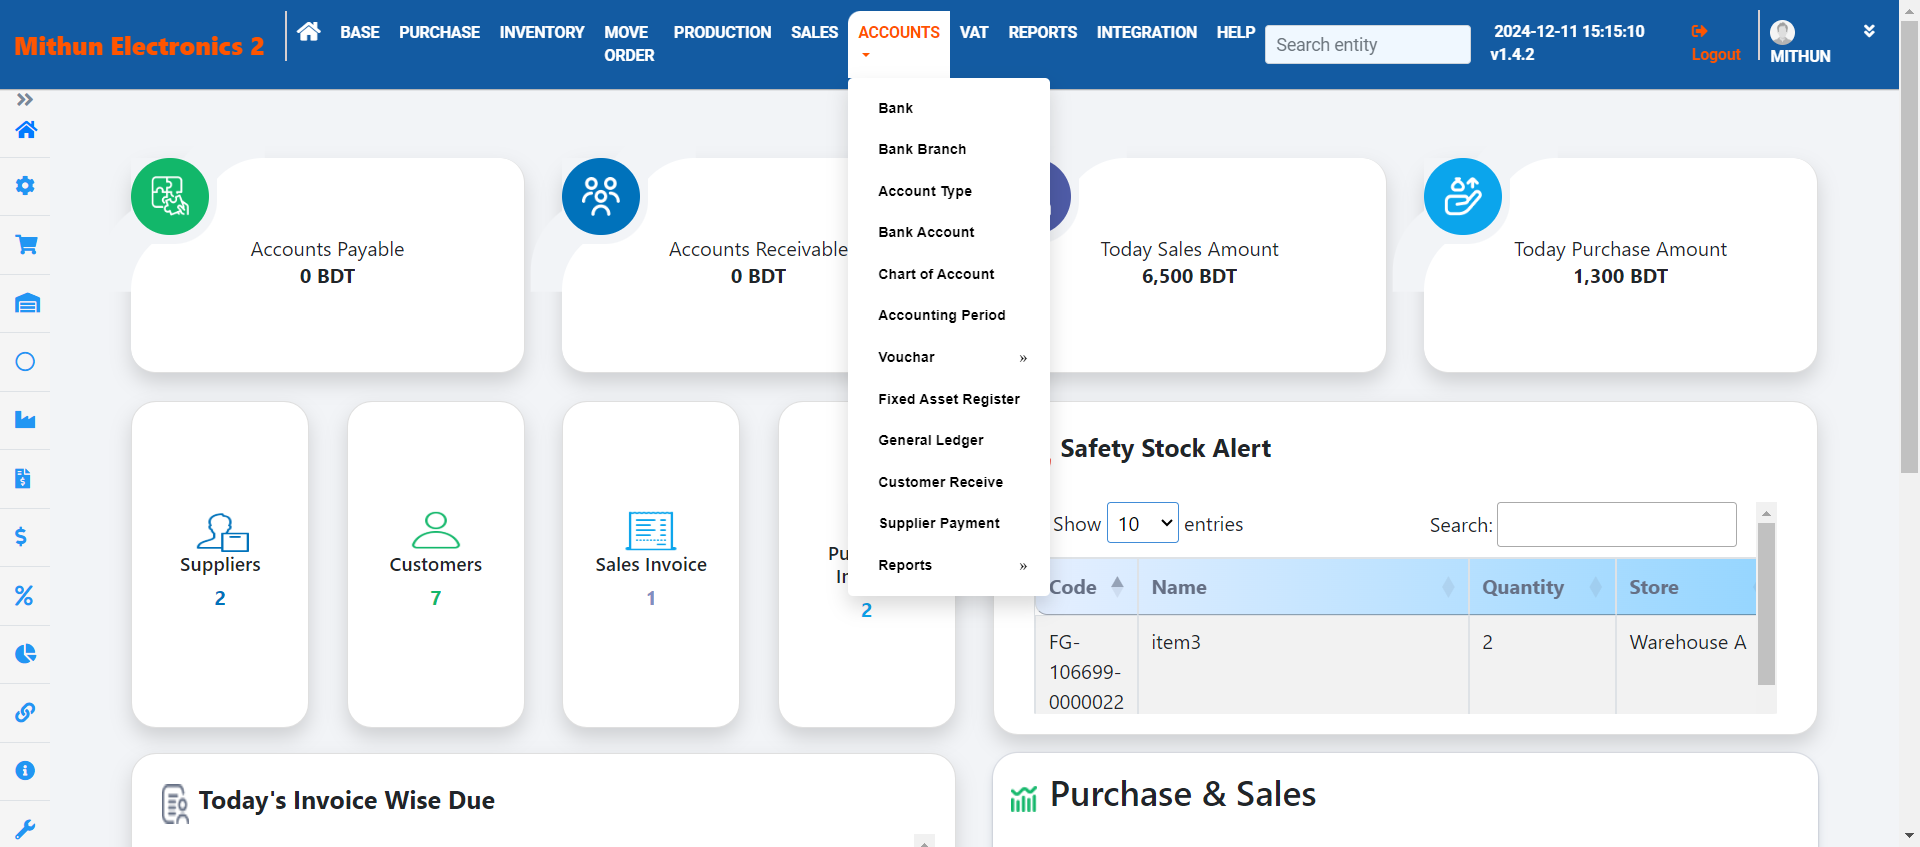 Mithun Electronics 2
BASE
PURCHASE
INVENTORY
MOVE
ORDER
PRODUCTION
SALES
ACCOUNTS
VAT
REPORTS
INTEGRATION
HELP
Search entity
2024-12-11 15:15:10
v1.4.2
Logout
MITHUN
Bank
Bank Branch
Account Type
Bank Account
Chart of Account
Accounting Period
Vouchar »
Fixed Asset Register
General Ledger
Customer Receive
Supplier Payment
Reports »
Accounts Payable
0 BDT
Accounts Receivable
0 BDT
Today Sales Amount
6,500 BDT
Today Purchase Amount
1,300 BDT
Suppliers
2
Customers
7
Sales Invoice
1
2
Safety Stock Alert
Show 10 entries
Search:
Code Name Quantity Store
FG-
106699-
0000022
item3 2 Warehouse A
Today's Invoice Wise Due
Purchase & Sales